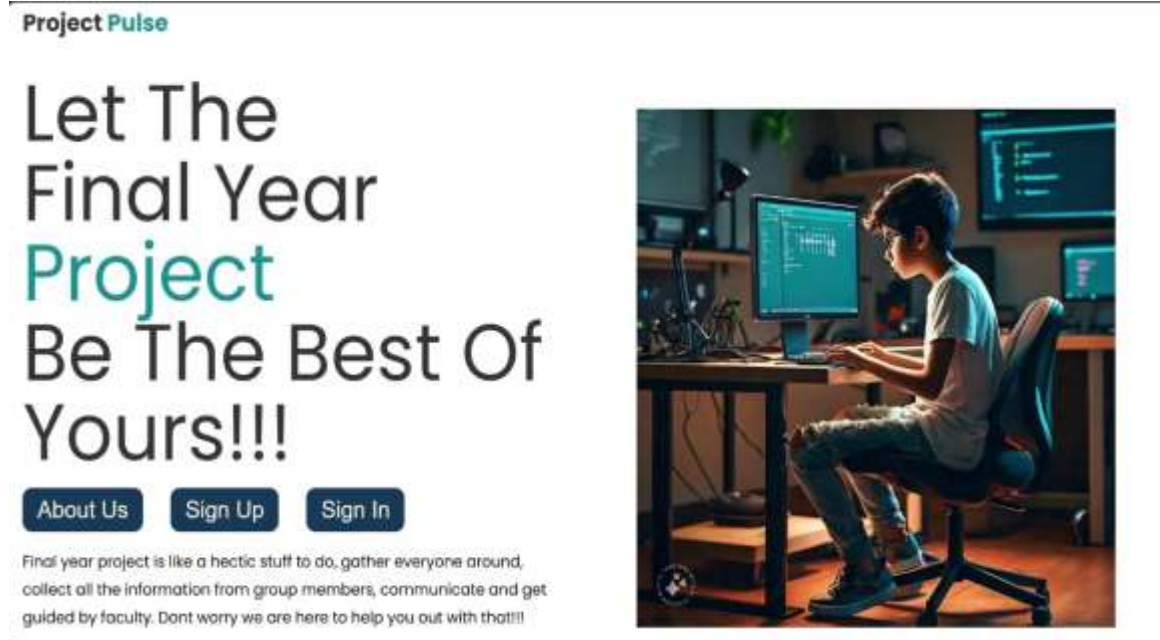 Project Pulse
Let The
Final Year
Project
Be The Best Of
Yours!!!
About Us Sign Up Sign In
Final year project is like a hectic stuff to do, gather everyone around,
collect all the information from group members, communicate and get
guided by faculty. Dont worry we are here to help you out with that!!!